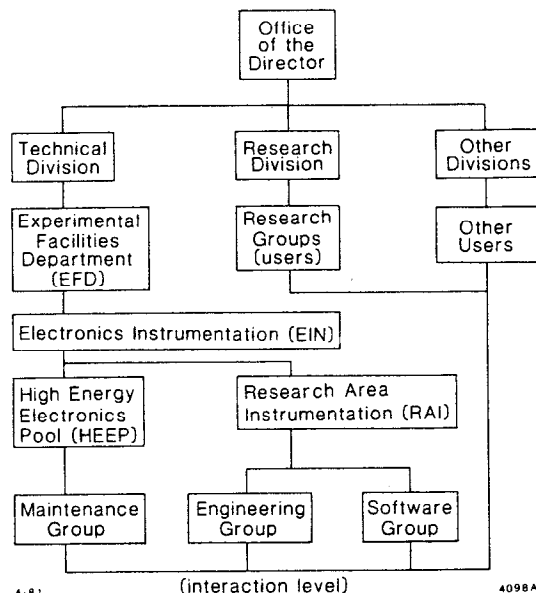 Office
of the
Director
Technical
Division
Research
Division
Other
Divisions
Experimental
Facilities
Department
(EFD)
Research
Groups
(users)
Other
Users
Electronics Instrumentation (EIN)
High Energy
Electronics
Pool (HEEP)
Research Area
Instrumentation (RAI)
Maintenance
Group
Engineering
Group
Software
Group
(interaction level)
4098A